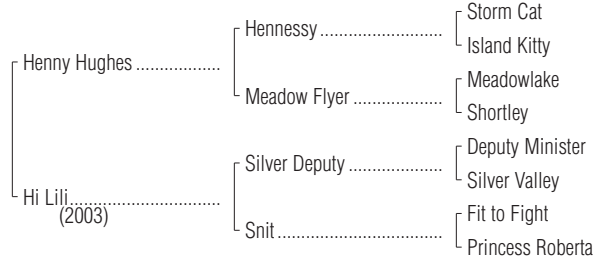 Storm Cat
Hennessy..............................
Island Kitty
Henny Hughes....................
Meadowlake
Meadow Flyer......................
Shortley
Deputy Minister
Silver Deputy.......................
Silver Valley
Hi Lili.....................................
(2003)
Fit to Fight
Snit.........................................
Princess Roberta